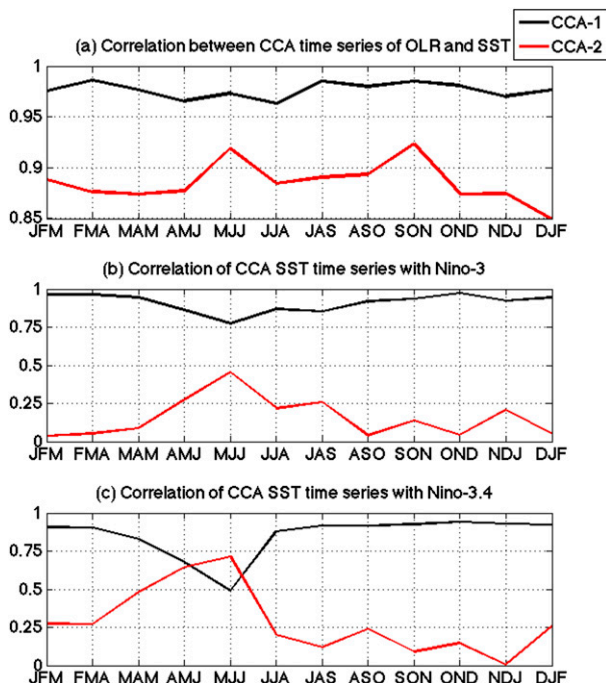 CCA-1
CCA-2
(a) Correlation between CCA time series of OLR and SST
1
0.95
0.9
0.85
JFM FMA MAM AMJ MJJ JJA JAS ASO SON OND NDJ DJF
(b) Correlation of CCA SST time series with Nino-3
1
0.75
0.5
0.25
0
JFM FMA MAM AMJ MJJ JJA JAS ASO SON OND NDJ DJF
(c) Correlation of CCA SST time series with Nino-3.4
1
0.75
0.5
0.25
0
JFM FMA MAM AMJ MJJ JJA JAS ASO SON OND NDJ DJF